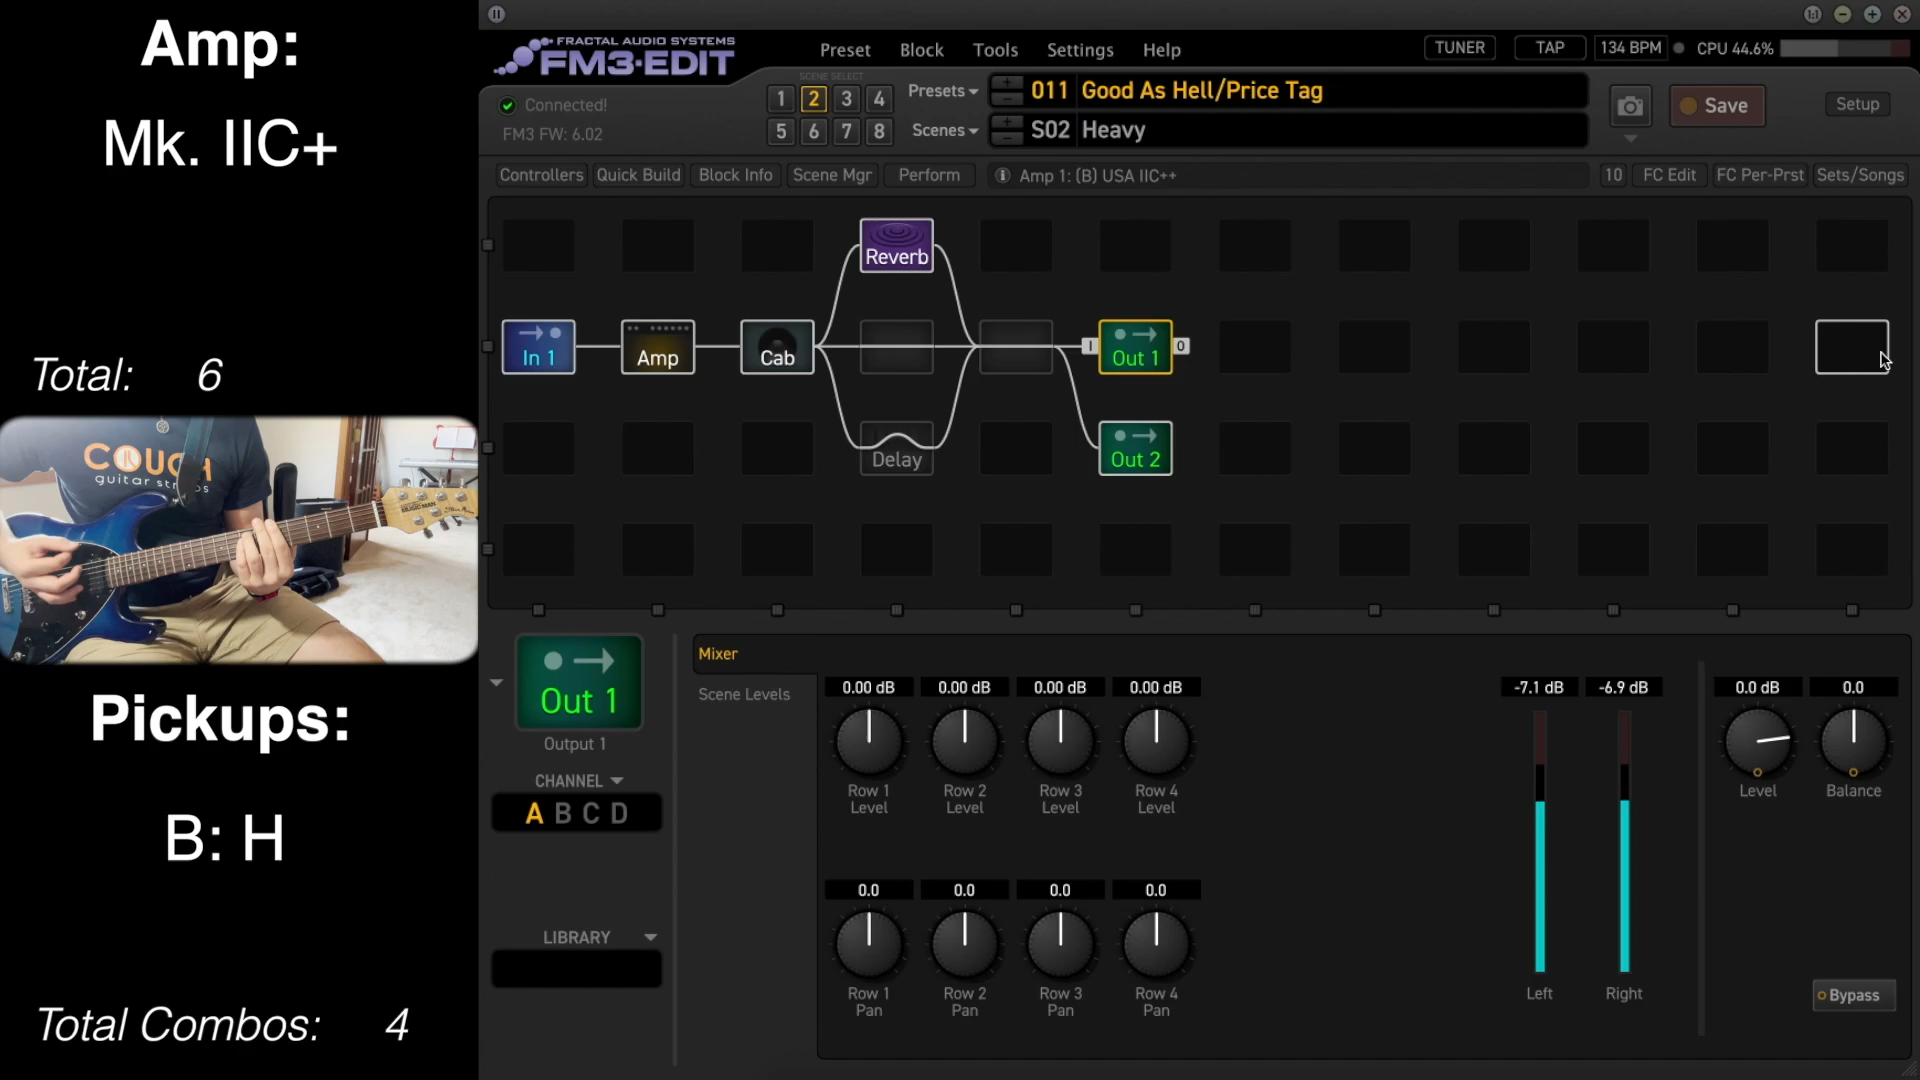 Amp:
Mk. IIC+
Total: 6
COUCH
guitar str ps
MUSIC MAN
Pickups:
B: H
Total Combos: 4
FRACTAL AUDIO SYSTEMS
FM3-EDIT
Preset Block Tools Settings Help
TUNER TAP 134 BPM CPU 44.6%
1:1
Connected!
FM3 FW: 6.02
SCENE SELECT
1 2 3 4
5 6 7 8
Presets + - 011 Good As Hell/Price Tag
Scenes + - S02 Heavy
Save
Setup
Controllers Quick Build Block Info Scene Mgr Perform Amp 1: (B) USA IIC++ 10 FC Edit FC Per-Prst Sets/Songs
Reverb
In 1 Amp Cab I Out 1 O
Delay Out 2
Out 1
Output 1
CHANNEL
A B C D
LIBRARY
Mixer
Scene Levels
0.00 dB 0.00 dB 0.00 dB 0.00 dB
Row 1 Level
Row 2 Level
Row 3 Level
Row 4 Level
0.0 0.0 0.0 0.0
Row 1 Pan
Row 2 Pan
Row 3 Pan
Row 4 Pan
-7.1 dB -6.9 dB
Left Right
0.0 dB 0.0
Level Balance
Bypass